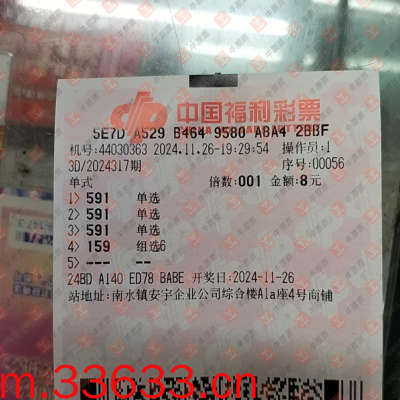 中国福利彩票
5E7D A529 B464 9580 A8A4 2BBF
机号:44030363 2024.11.26-19:29:54 操作员:1
3D/2024317期 序号:00056
单式 倍数:001 金额:8元
1> 591 单选
2> 591 单选
3> 591 单选
4> 159 组选6
5> --- --
24BD A140 ED78 BABE 开奖日:2024-11-26
站地址:南水镇安宇企业公司综合楼A1a座4号商铺
m.33633.cn